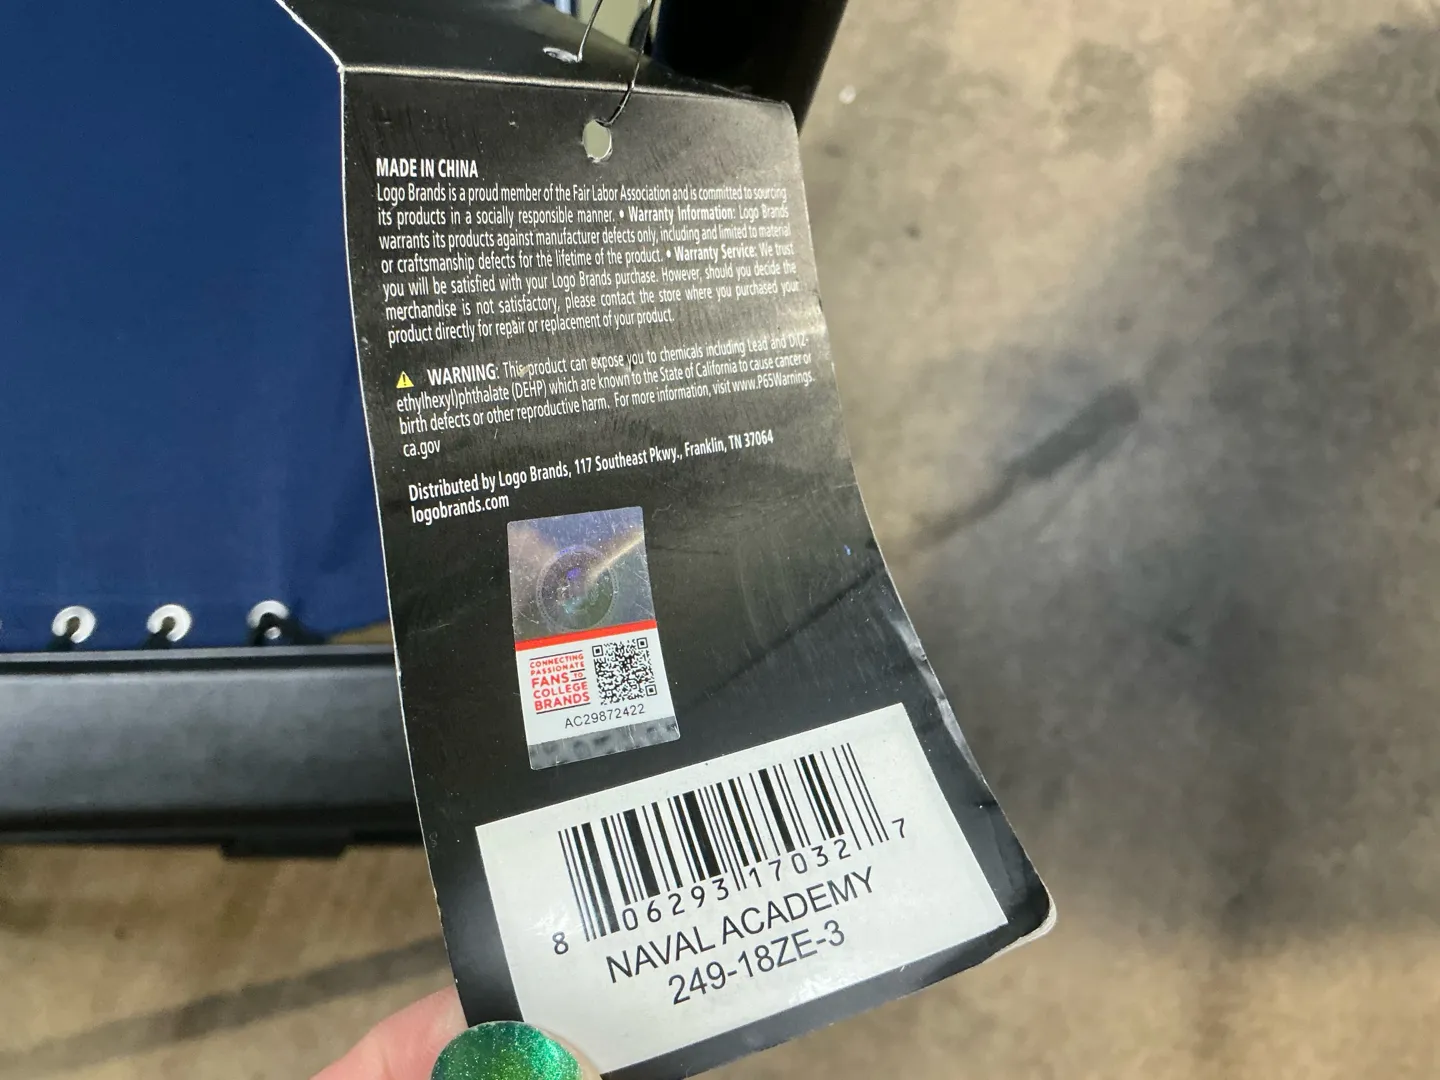 MADE IN CHINA
Logo Brands is a proud member of the Fair Labor Association and is committed to sourcing
its products in a socially responsible manner. • Warranty Information: Logo Brands
warrants its products against manufacturer defects only, including and limited to material
or craftsmanship defects for the lifetime of the product. • Warranty Service: We trust
you will be satisfied with your Logo Brands purchase. However, should you decide the
merchandise is not satisfactory, please contact the store where you purchased your
product directly for repair or replacement of your product.
WARNING: This product can expose you to chemicals including Lead and Di(2-
ethylhexyl)phthalate (DEHP) which are known to the State of California to cause cancer or
birth defects or other reproductive harm. For more information, visit www.P65Warnings.
ca.gov
Distributed by Logo Brands, 117 Southeast Pkwy., Franklin, TN 37064
logobrands.com
CONNECTING
PASSIONATE
FANS TO
COLLEGE
BRANDS
AC29872422
8 06293 17032 7
NAVAL ACADEMY
249-18ZE-3